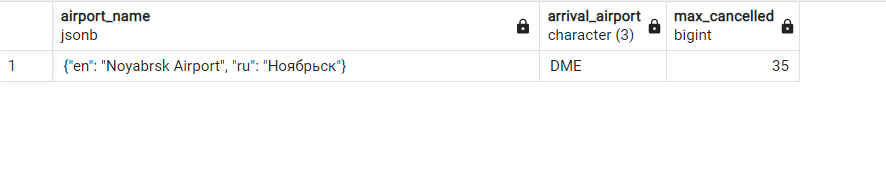 airport_name arrival_airport max_cancelled
jsonb character (3) bigint
1 {"en": "Noyabrsk Airport", "ru": "Ноябрьск"} DME 35